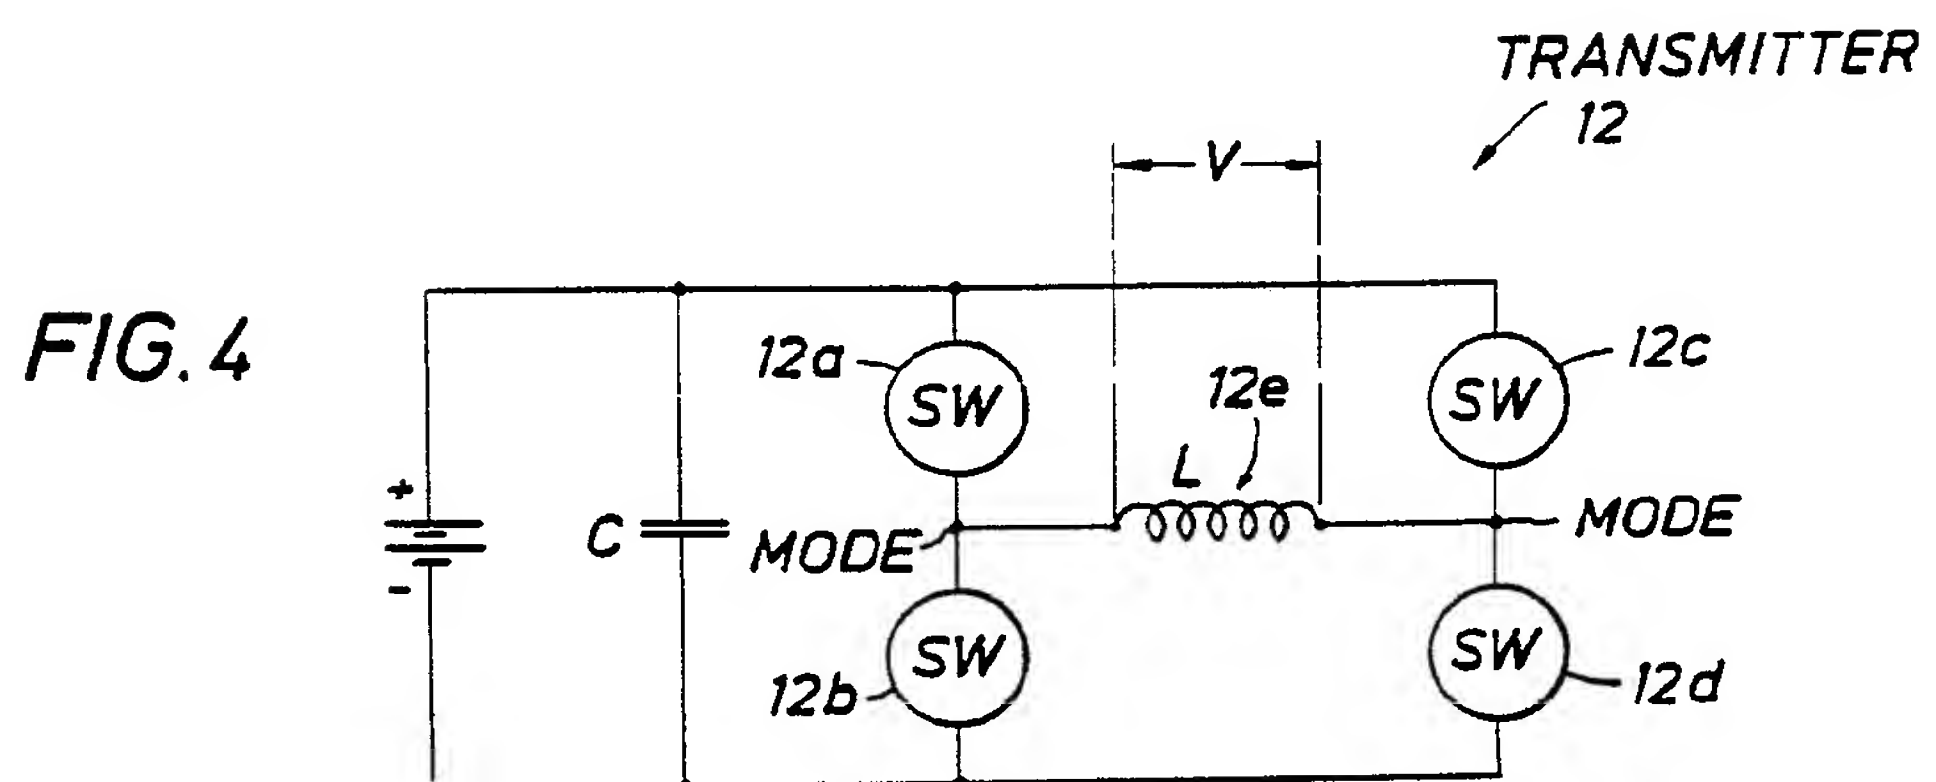 TRANSMITTER
12
V
FIG. 4
12a
SW
12e
12c
SW
L
+
C
MODE
MODE
-
12b
SW
SW
12d